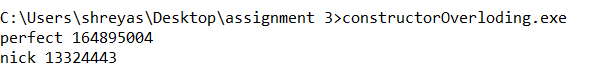 C:\Users\shreyas\Desktop\assignment 3>constructorOverloding.exe
perfect 164895004
nick 13324443